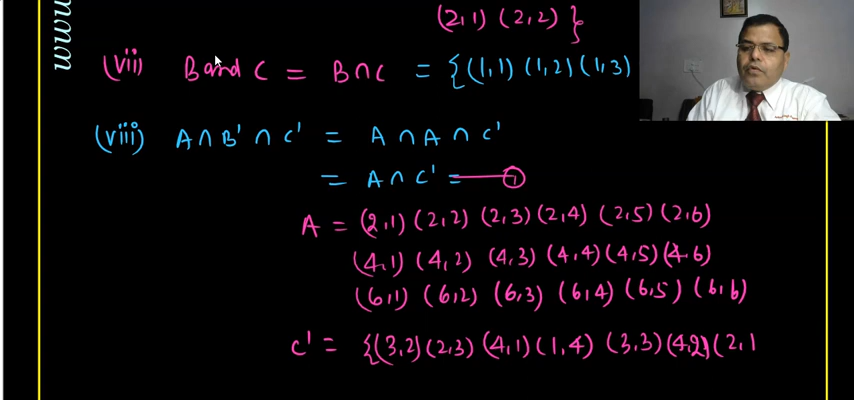 (2,1) (2,2) }
www
(vii) B and C = B∩C = {(1,1) (1,2) (1,3)
(viii) A ∩ B' ∩ C' = A ∩ A ∩ C'
= A ∩ C' = ①
A = (2,1) (2,2) (2,3) (2,4) (2,5) (2,6)
(4,1) (4,2) (4,3) (4,4) (4,5) (4,6)
(6,1) (6,2) (6,3) (6,4) (6,5) (6,6)
C' = {(3,2) (2,3) (4,1) (1,4) (3,3) (4,2) (2,1